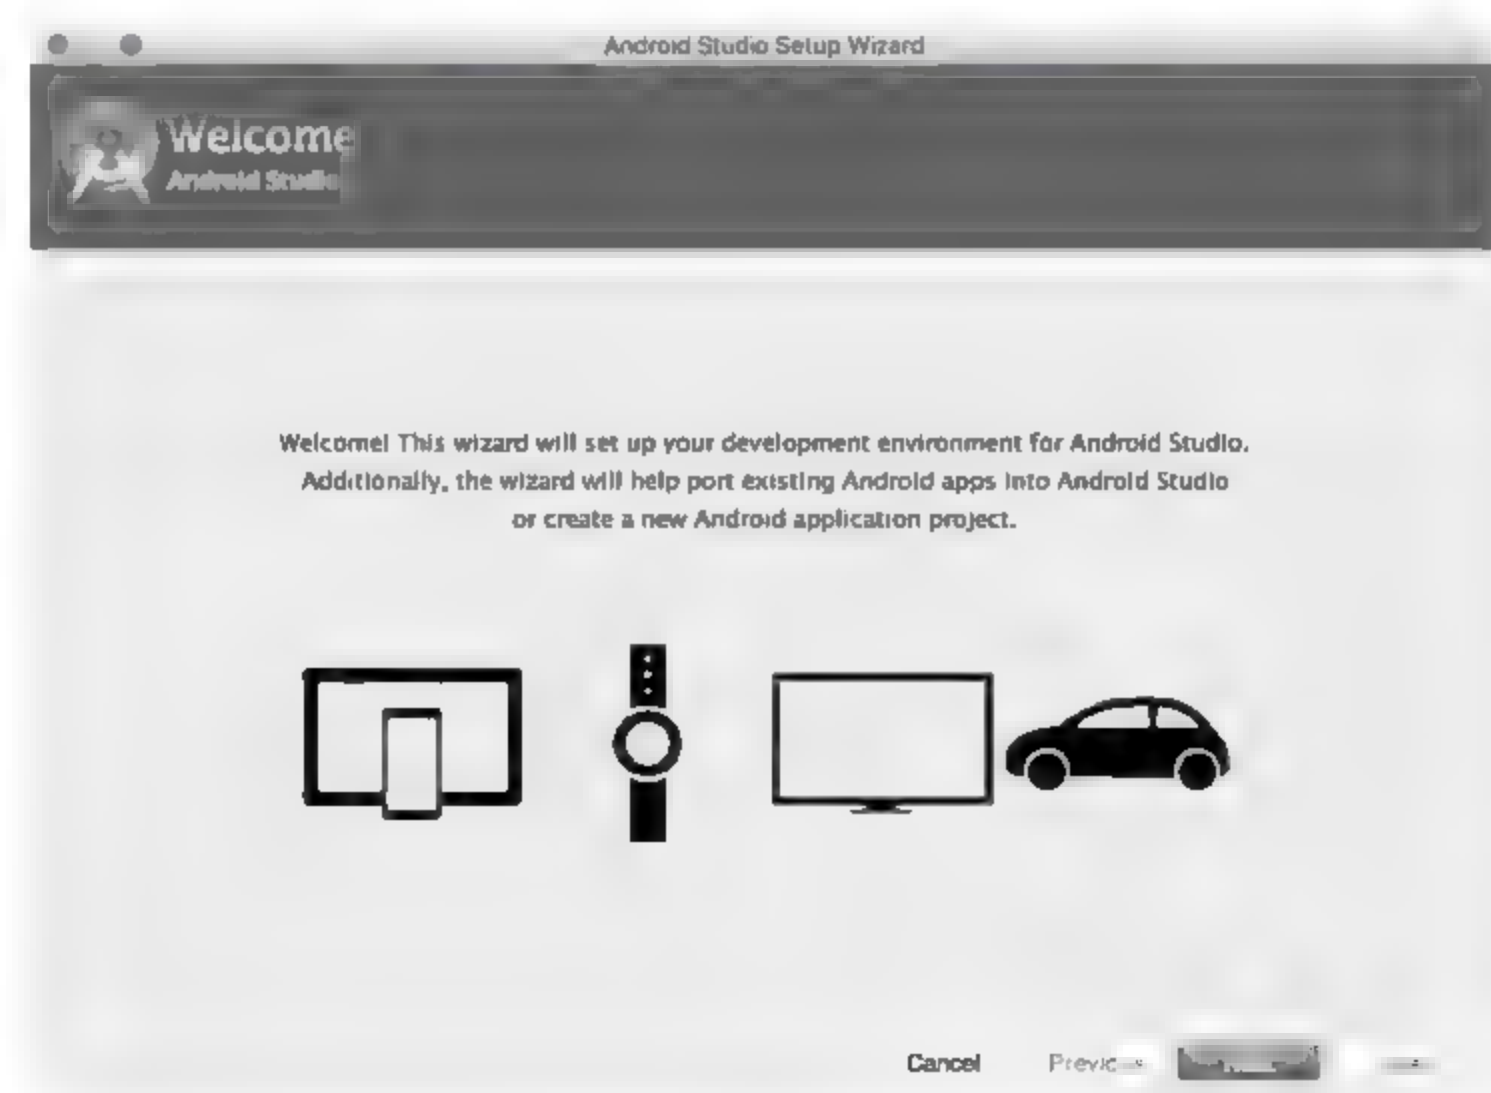 Android Studio Setup Wizard
Welcome
Android Studio
Welcome! This wizard will set up your development environment for Android Studio.
Additionally, the wizard will help port existing Android apps into Android Studio
or create a new Android application project.
Cancel